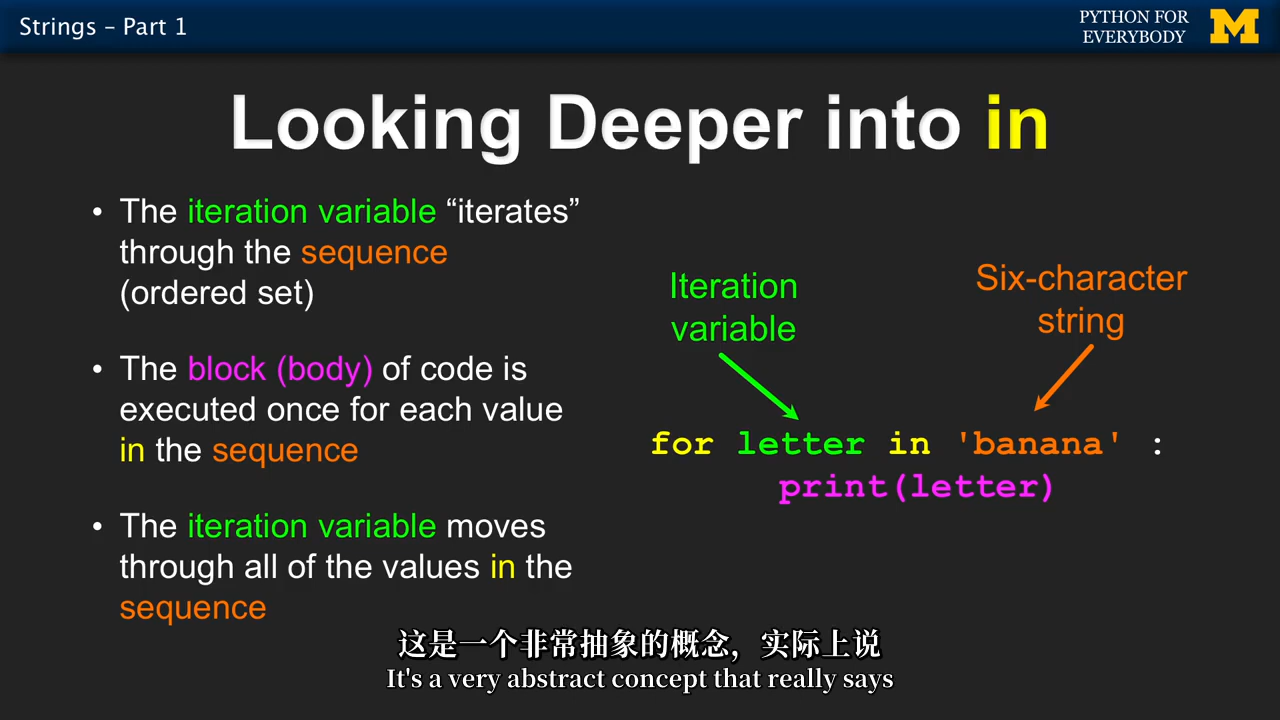 Strings – Part 1
PYTHON FOR
EVERYBODY
M
Looking Deeper into in
• The iteration variable “iterates”
through the sequence
(ordered set)
• The block (body) of code is
executed once for each value
in the sequence
• The iteration variable moves
through all of the values in the
sequence
Iteration
variable
Six-character
string
for letter in 'banana' :
print(letter)
这是一个非常抽象的概念，实际上说
It's a very abstract concept that really says